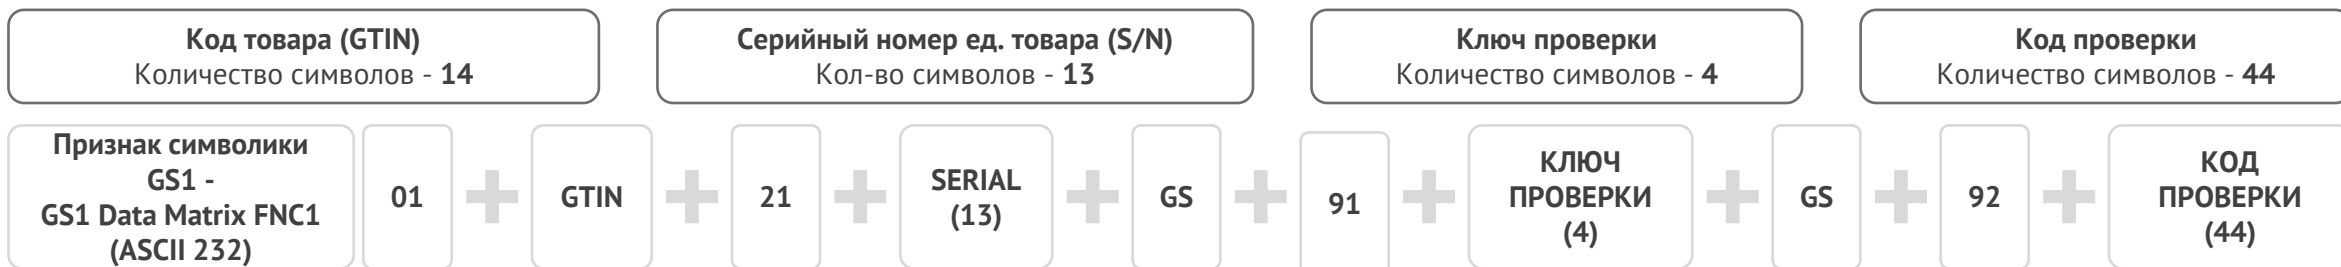 Код товара (GTIN)
Количество символов - 14
Серийный номер ед. товара (S/N)
Кол-во символов - 13
Ключ проверки
Количество символов - 4
Код проверки
Количество символов - 44
Признак символики
GS1 -
GS1 Data Matrix FNC1
(ASCII 232)
01
+
GTIN
+
21
+
SERIAL
(13)
+
GS
+
91
+
КЛЮЧ
ПРОВЕРКИ
(4)
+
GS
+
92
+
КОД
ПРОВЕРКИ
(44)